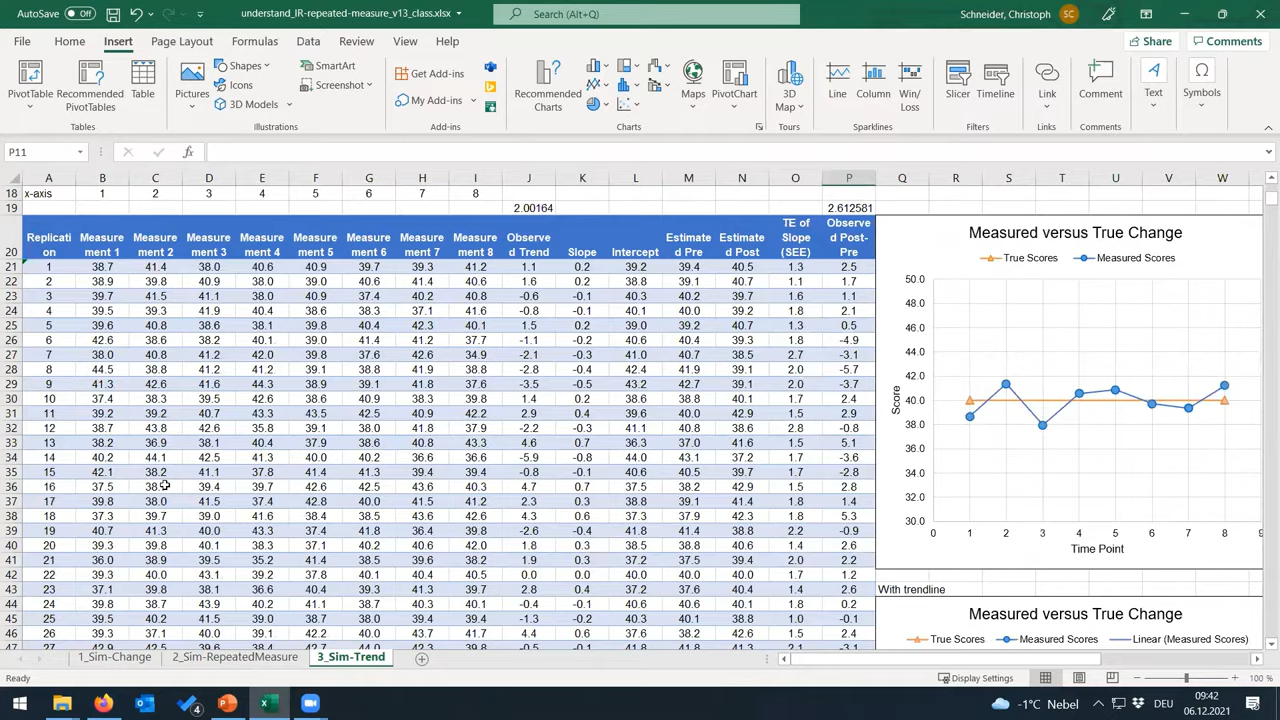 AutoSave Off understand_IR-repeated-measure_v13_class.xlsx Search (Alt+Q) Schneider, Christoph SC
File Home Insert Page Layout Formulas Data Review View Help Share Comments
PivotTable Recommended PivotTables Table Pictures Shapes Icons 3D Models SmartArt Screenshot Get Add-ins My Add-ins Recommended Charts Maps PivotChart 3D Map Line Column Win/Loss Slicer Timeline Link Comment Text Symbols
Tables Illustrations Add-ins Charts Tours Sparklines Filters Links Comments
P11 fx
A B C D E F G H I J K L M N O P Q R S T U V W
18 x-axis 1 2 3 4 5 6 7 8
19 2.00164 2.612581
20 Replication Measurement 1 Measurement 2 Measurement 3 Measurement 4 Measurement 5 Measurement 6 Measurement 7 Measurement 8 Observed Trend Slope Intercept Estimated Pre Estimated Post TE of Slope (SEE) Observed Post-Pre
21 1 38.7 41.4 38.0 40.6 40.9 39.7 39.3 41.2 1.1 0.2 39.2 39.4 40.5 1.3 2.5
22 2 38.9 39.8 40.9 38.0 39.0 40.6 41.4 40.6 1.6 0.2 38.8 39.1 40.7 1.1 1.7
23 3 39.7 41.5 41.1 38.0 40.9 37.4 40.2 40.8 -0.6 -0.1 40.3 40.2 39.7 1.6 1.1
24 4 39.5 39.3 41.9 40.4 38.6 38.3 37.1 41.6 -0.8 -0.1 40.1 40.0 39.2 1.8 2.1
25 5 39.6 40.8 38.6 38.1 39.8 40.4 42.3 40.1 1.5 0.2 39.0 39.2 40.7 1.3 0.5
26 6 42.6 38.6 38.2 40.1 39.0 41.4 41.2 37.7 -1.1 -0.2 40.6 40.4 39.3 1.8 -4.9
27 7 38.0 40.8 41.2 42.0 39.8 37.6 42.6 34.9 -2.1 -0.3 41.0 40.7 38.5 2.7 -3.1
28 8 44.5 38.8 41.2 41.2 39.1 38.8 41.9 38.8 -2.8 -0.4 42.4 41.9 39.1 2.0 -5.7
29 9 41.3 42.6 41.6 44.3 38.9 39.1 41.8 37.6 -3.5 -0.5 43.2 42.7 39.1 2.0 -3.7
30 10 37.4 38.3 39.5 42.6 38.6 40.9 38.9 39.8 1.4 0.2 38.6 38.8 40.1 1.7 2.4
31 11 39.2 39.2 40.7 43.3 43.5 42.5 40.9 42.1 2.9 0.4 39.6 40.0 42.9 1.5 2.9
32 12 38.7 43.8 42.6 35.8 39.1 38.0 40.7 37.9 -2.2 -0.3 41.1 40.8 38.6 2.8 -0.8
33 13 38.2 36.9 38.1 40.4 37.9 38.6 40.8 43.3 4.6 0.7 36.3 37.0 41.6 1.5 5.1
34 14 40.2 44.1 42.5 41.3 40.0 40.2 36.6 36.6 -5.9 -0.8 44.0 43.1 37.2 1.7 -3.6
35 15 42.1 38.2 41.1 37.8 41.4 41.3 39.4 39.3 -0.8 -0.1 40.6 40.5 39.7 1.7 -2.8
36 16 37.5 39.4 39.7 42.6 42.5 43.6 40.3 4.7 0.7 37.5 38.2 42.9 1.5 2.8
37 17 39.8 38.0 41.5 37.4 42.6 40.0 41.5 41.2 2.3 0.3 38.8 39.1 41.4 1.8 1.4
38 18 37.3 39.7 39.0 41.6 38.4 38.5 43.6 42.6 4.3 0.6 37.3 37.9 42.3 1.8 5.3
39 19 40.7 41.3 40.0 43.3 37.4 41.8 36.4 39.8 -2.6 -0.4 41.8 41.4 38.8 2.2 -0.9
40 20 39.3 39.8 40.1 38.3 37.1 40.2 40.6 42.0 1.8 0.3 38.5 38.8 40.6 1.4 2.6
41 21 36.0 38.9 39.5 35.2 41.4 38.5 39.6 38.3 1.9 0.3 37.2 37.5 39.4 2.0 2.2
42 22 39.3 40.0 43.1 39.2 37.8 40.1 40.4 40.5 0.0 0.0 40.0 40.0 40.0 1.7 1.2
43 23 37.1 39.8 38.1 36.6 40.4 39.3 41.3 39.7 2.8 0.4 37.2 37.6 40.4 1.3 2.6
44 24 39.8 38.7 43.9 40.2 41.1 38.7 40.3 40.1 -0.4 -0.1 40.6 40.6 40.1 1.8 0.2
45 25 39.5 40.2 41.5 39.0 38.7 38.0 40.4 39.4 -1.3 -0.2 40.3 40.1 38.8 1.0 -0.1
46 26 39.3 37.1 40.0 39.1 42.2 40.0 43.7 41.7 4.4 0.6 37.6 38.2 42.6 1.5 2.4
47 27
Measured versus True Change
True Scores Measured Scores
50.0
48.0
46.0
44.0
42.0
40.0
38.0
36.0
34.0
32.0
30.0
Score
0 1 2 3 4 5 6 7 8 9
Time Point
With trendline
Measured versus True Change
True Scores Measured Scores Linear (Measured Scores)
1_Sim-Change 2_Sim-RepeatedMeasure 3_Sim-Trend
Ready Display Settings 100 %
4 -1°C Nebel DEU 09:42
06.12.2021